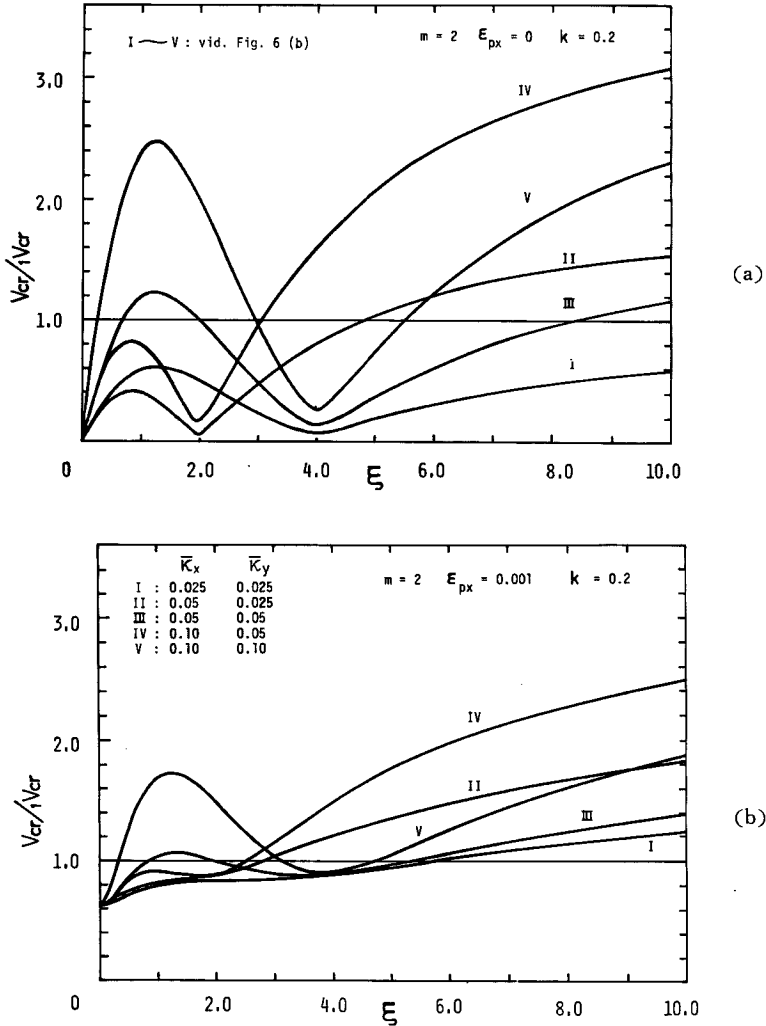 I ⁓ V : vid. Fig. 6 (b)
m = 2 ε_px = 0 k = 0.2
3.0
2.0
1.0
0
Vcr/iVcr
IV
V
II
III
I
2.0 4.0 6.0 8.0 10.0
ξ
(a)
κ̄x κ̄y
I : 0.025 0.025
II : 0.05 0.025
III : 0.05 0.05
IV : 0.10 0.05
V : 0.10 0.10
m = 2 ε_px = 0.001 k = 0.2
3.0
2.0
1.0
0
Vcr/iVcr
IV
II
V
III
I
2.0 4.0 6.0 8.0 10.0
ξ
(b)